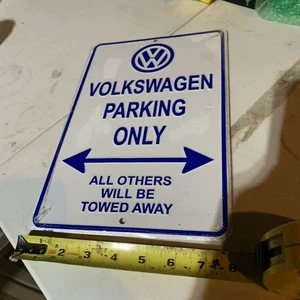 VW
VOLKSWAGEN
PARKING
ONLY
ALL OTHERS
WILL BE
TOWED AWAY
2 3 4 5 6 7 8